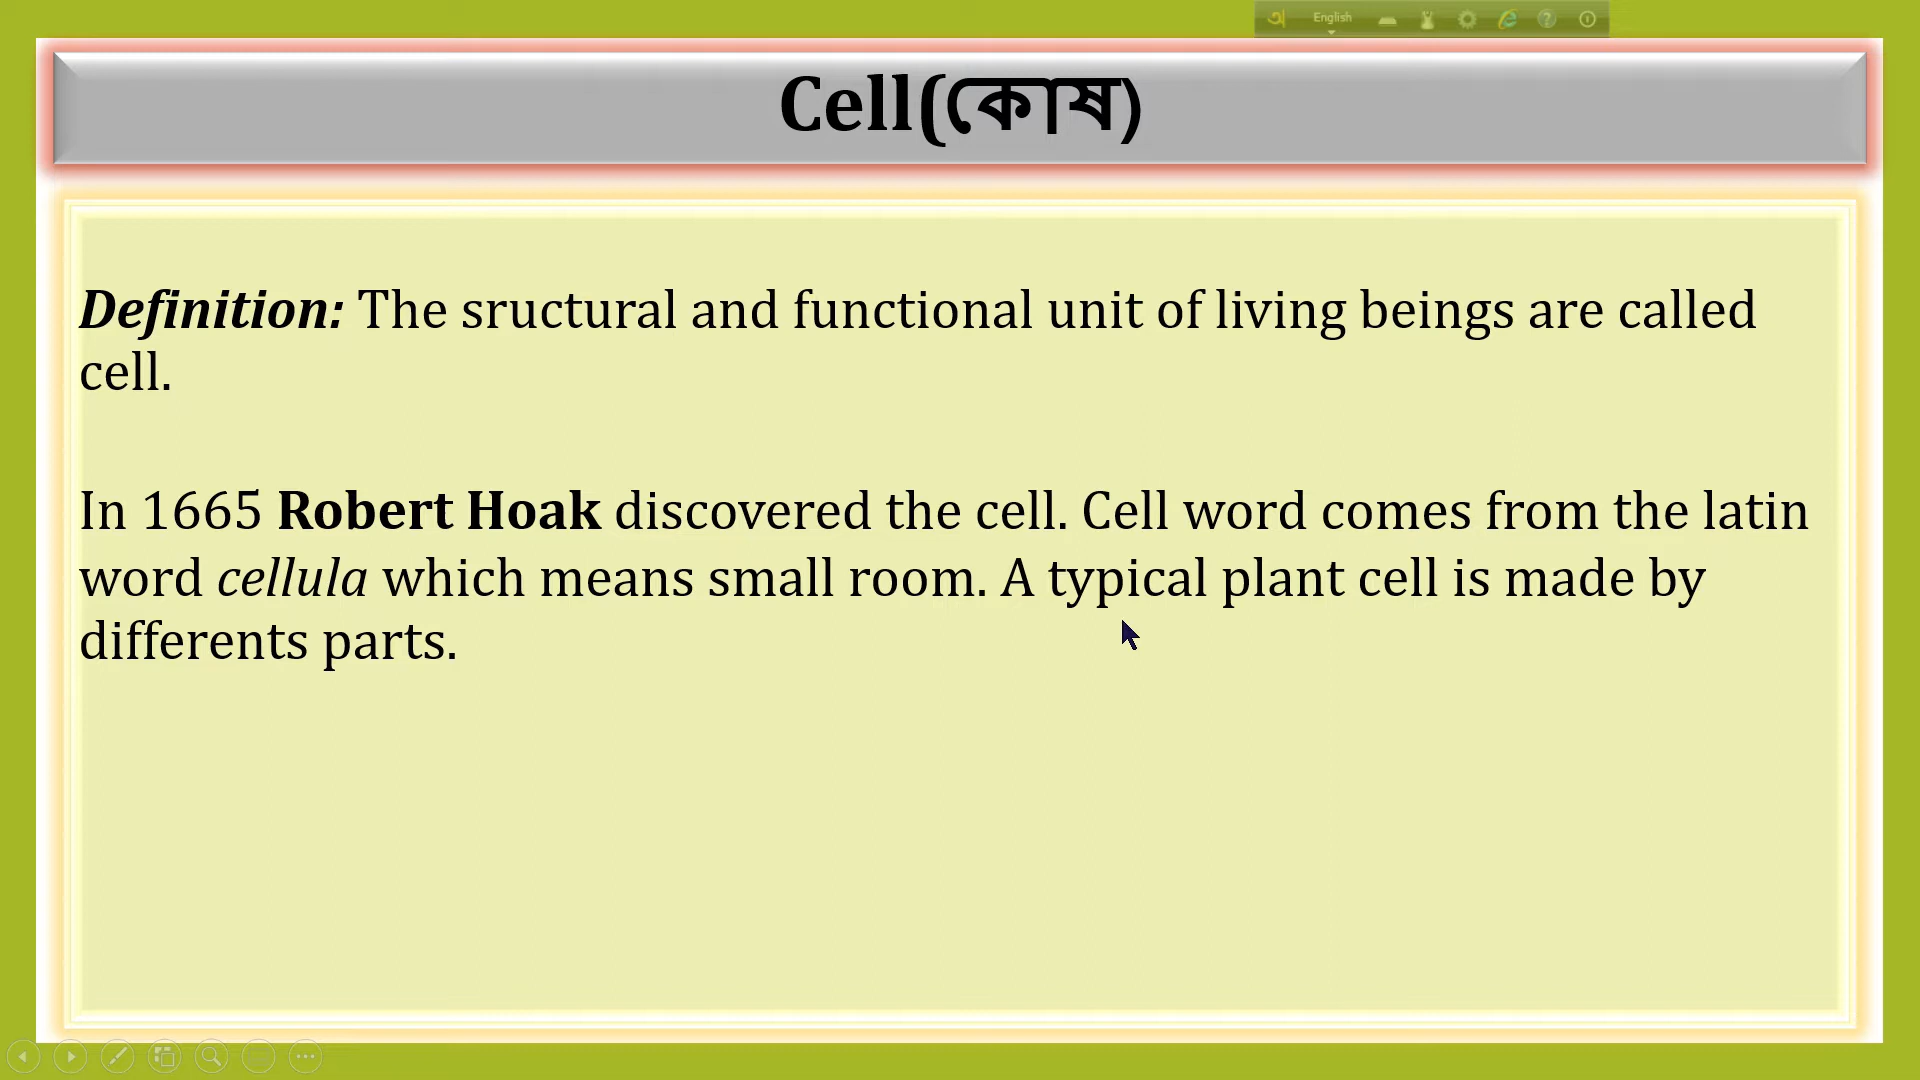 English
Cell(কোষ)
Definition: The sructural and functional unit of living beings are called
cell.
In 1665 Robert Hoak discovered the cell. Cell word comes from the latin
word cellula which means small room. A typical plant cell is made by
differents parts.